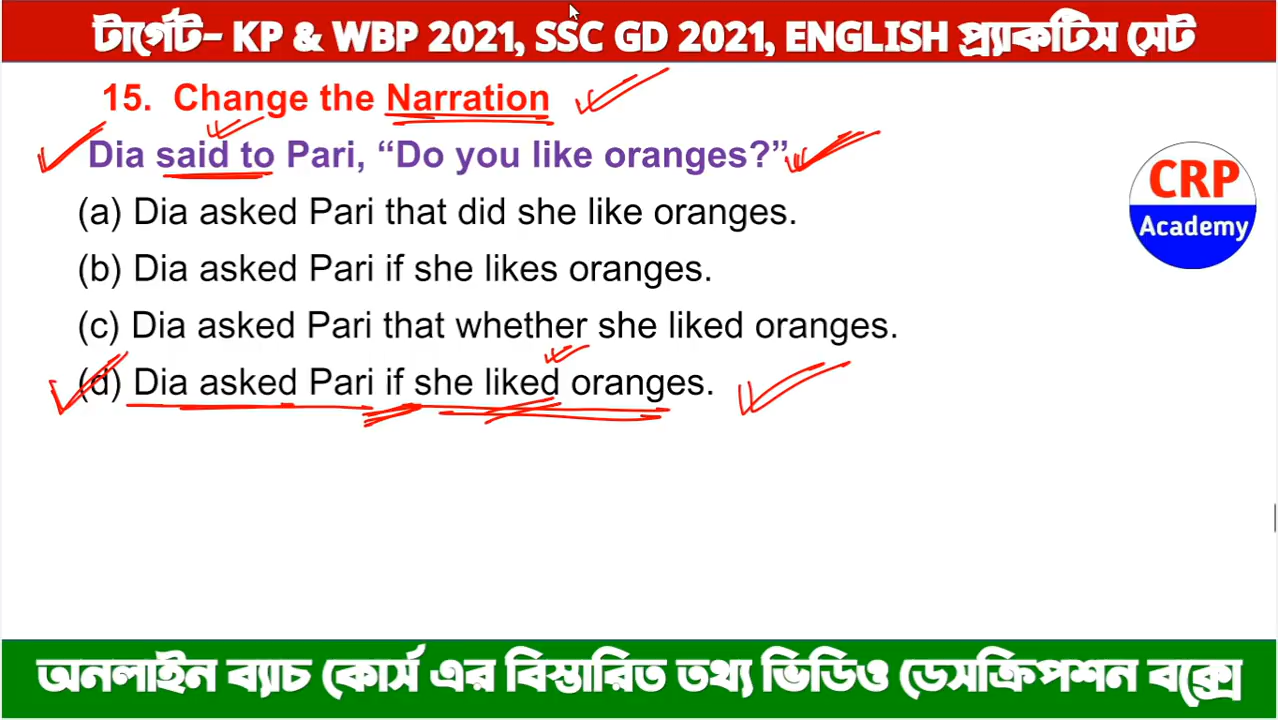 টার্গেট- KP & WBP 2021, SSC GD 2021, ENGLISH প্র্যাকটিস সেট
15. Change the Narration
Dia said to Pari, “Do you like oranges?”
(a) Dia asked Pari that did she like oranges.
(b) Dia asked Pari if she likes oranges.
(c) Dia asked Pari that whether she liked oranges.
(d) Dia asked Pari if she liked oranges.
CRP
Academy
অনলাইন ব্যাচ কোর্স এর বিস্তারিত তথ্য ভিডিও ডেসক্রিপশন বক্সে